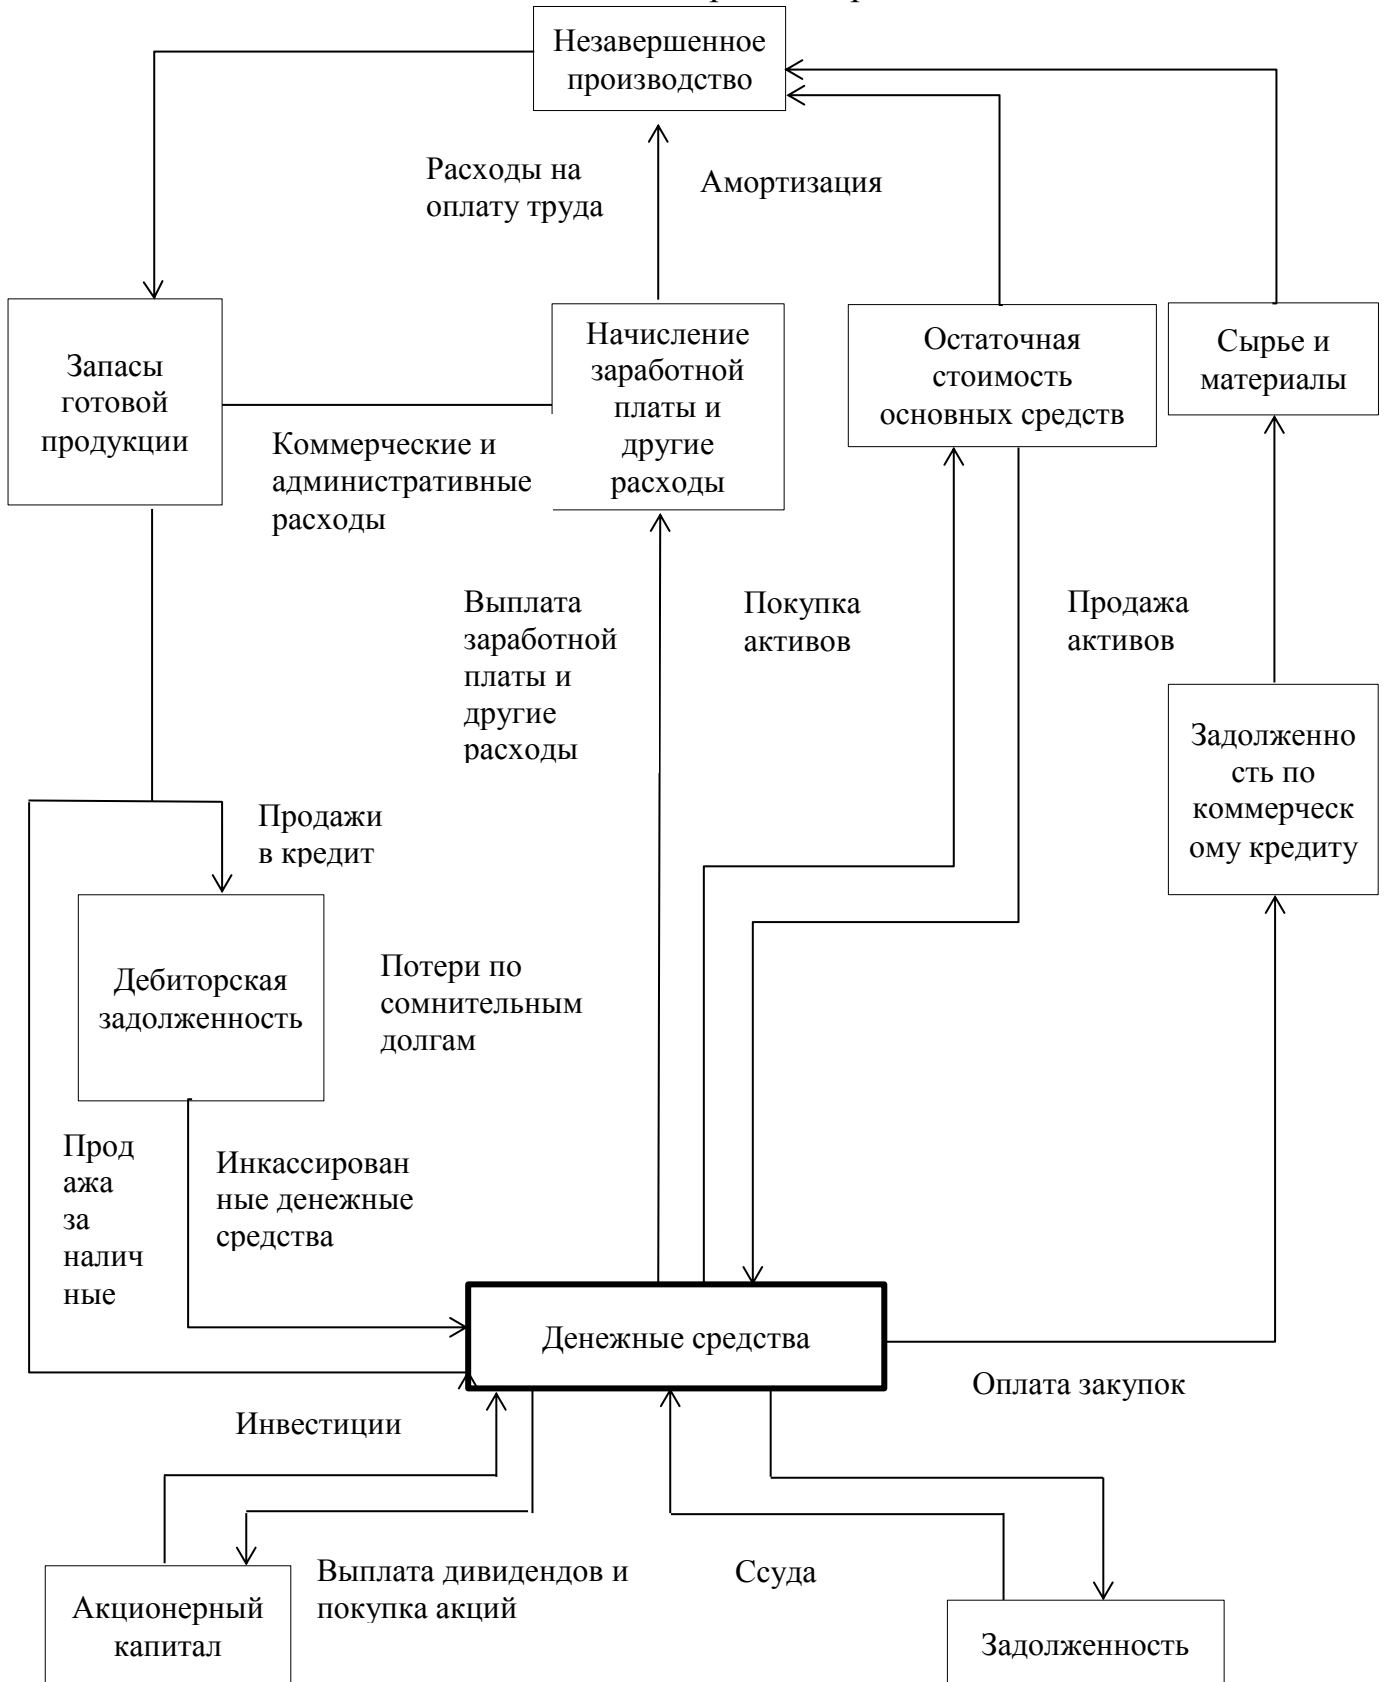 Незавершенное
производство
Расходы на
оплату труда
Амортизация
Запасы
готовой
продукции
Начисление
заработной
платы и
другие
расходы
Остаточная
стоимость
основных средств
Сырье и
материалы
Коммерческие и
административные
расходы
Выплата
заработной
платы и
другие
расходы
Покупка
активов
Продажа
активов
Задолженно
сть по
коммерческ
ому кредиту
Продажи
в кредит
Дебиторская
задолженность
Потери по
сомнительным
долгам
Прод
ажа
за
налич
ные
Инкассирован
ные денежные
средства
Денежные средства
Оплата закупок
Инвестиции
Выплата дивидендов и
покупка акций
Ссуда
Акционерный
капитал
Задолженность